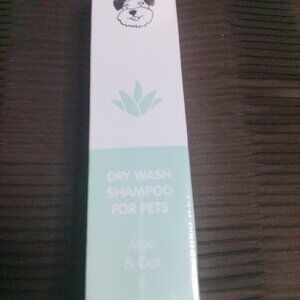 DRY WASH
SHAMPOO
FOR PETS
Aloe
& Oat